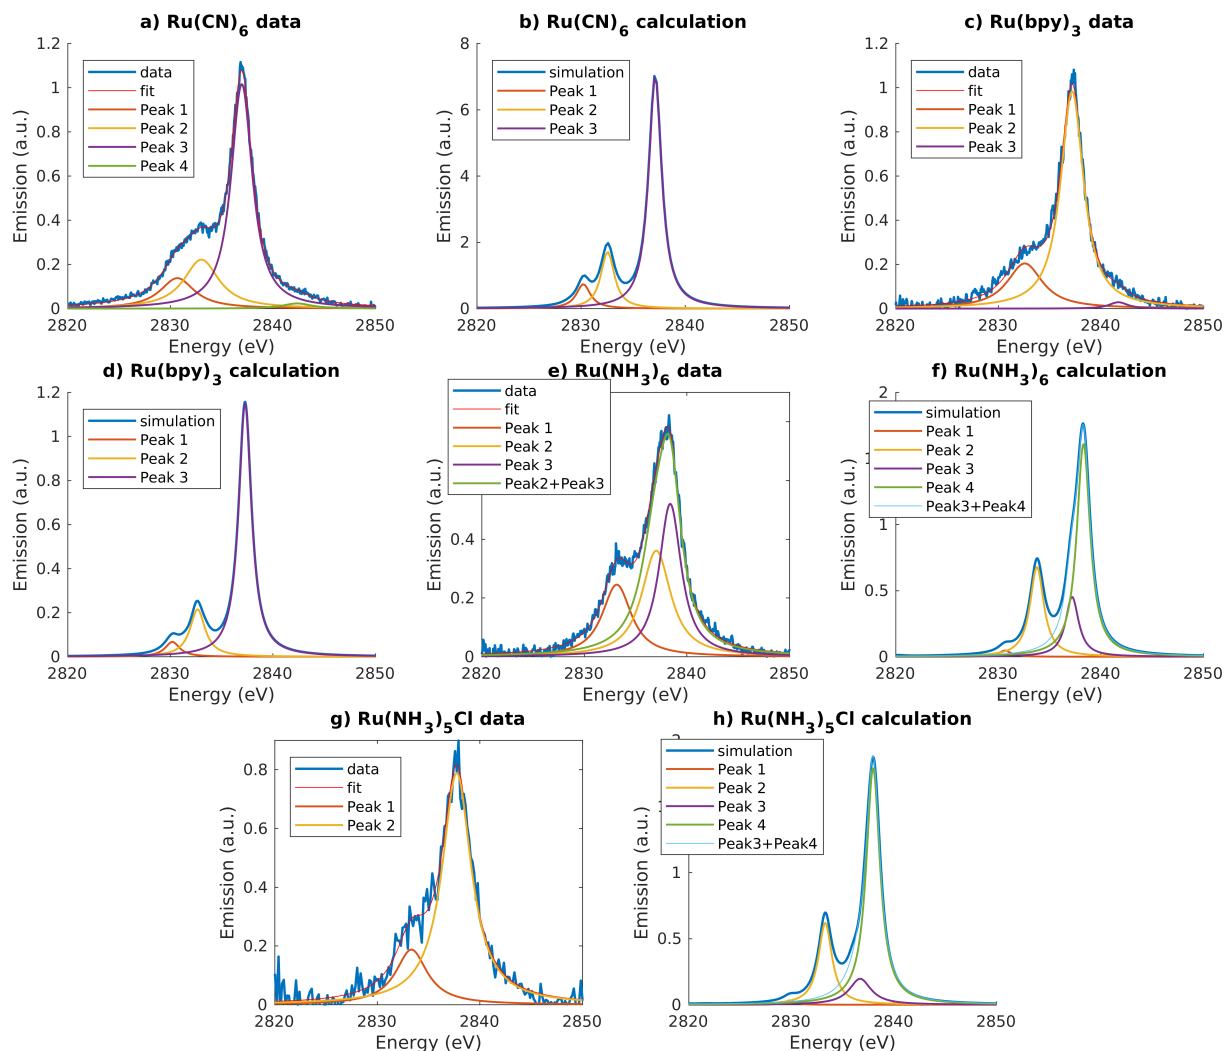 a) Ru(CN)6 data
1.2
1
0.8
0.6
0.4
0.2
0
Emission (a.u.)
data
fit
Peak 1
Peak 2
Peak 3
Peak 4
2820 2830 2840 2850
Energy (eV)
b) Ru(CN)6 calculation
8
6
4
2
0
Emission (a.u.)
simulation
Peak 1
Peak 2
Peak 3
2820 2830 2840 2850
Energy (eV)
c) Ru(bpy)3 data
1.2
1
0.8
0.6
0.4
0.2
0
Emission (a.u.)
data
fit
Peak 1
Peak 2
Peak 3
2820 2830 2840 2850
Energy (eV)
d) Ru(bpy)3 calculation
1.2
1
0.8
0.6
0.4
0.2
0
Emission (a.u.)
simulation
Peak 1
Peak 2
Peak 3
2820 2830 2840 2850
Energy (eV)
e) Ru(NH3)6 data
0.4
0.2
0
Emission (a.u.)
data
fit
Peak 1
Peak 2
Peak 3
Peak2+Peak3
2820 2830 2840 2850
Energy (eV)
f) Ru(NH3)6 calculation
2
1
0.5
0
Emission (a.u.)
simulation
Peak 1
Peak 2
Peak 3
Peak 4
Peak3+Peak4
2820 2830 2840 2850
Energy (eV)
g) Ru(NH3)5Cl data
0.8
0.6
0.4
0.2
0
Emission (a.u.)
data
fit
Peak 1
Peak 2
2820 2830 2840 2850
Energy (eV)
h) Ru(NH3)5Cl calculation
1
0.5
0
Emission (a.u.)
simulation
Peak 1
Peak 2
Peak 3
Peak 4
Peak3+Peak4
2820 2830 2840 2850
Energy (eV)